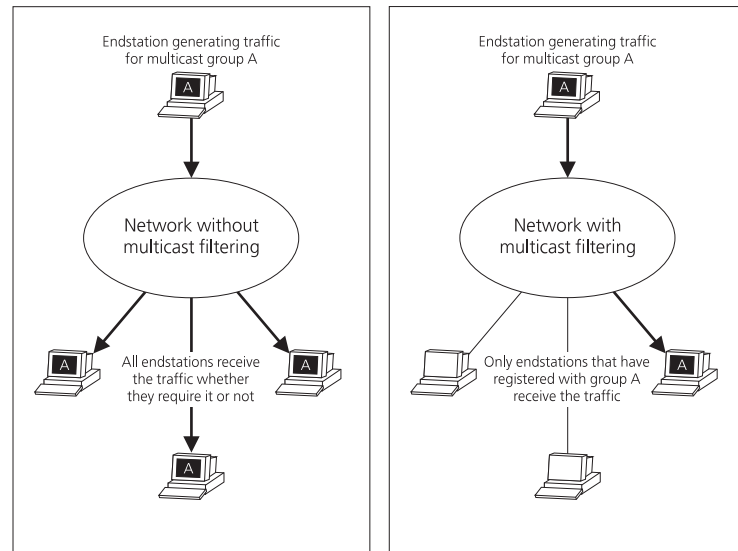 Endstation generating traffic
for multicast group A
A
Network without
multicast filtering
A
All endstations receive
the traffic whether
they require it or not
A
A
Endstation generating traffic
for multicast group A
A
Network with
multicast filtering
Only endstations that have
registered with group A
receive the traffic
A